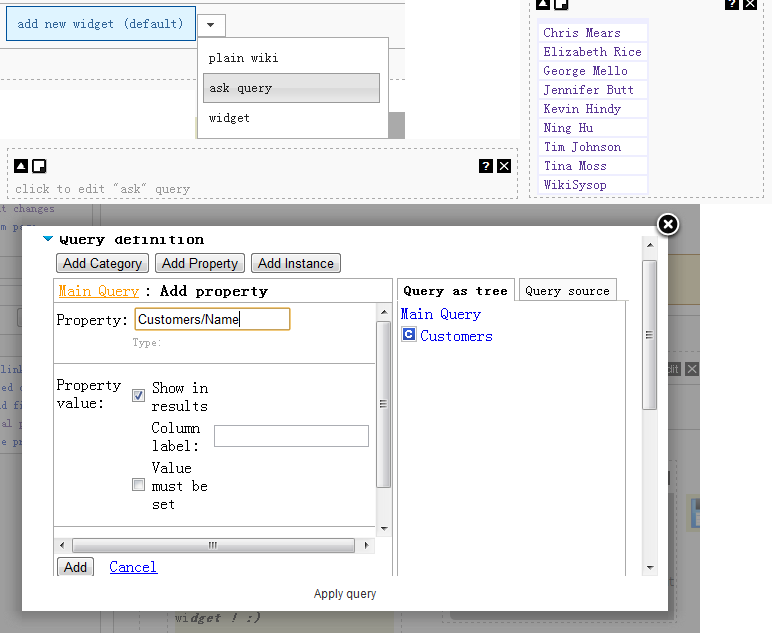 add new widget (default)
plain wiki
ask query
widget
Chris Mears
Elizabeth Rice
George Mello
Jennifer Butt
Kevin Hindy
Ning Hu
Tim Johnson
Tina Moss
WikiSysop
?
click to edit "ask" query
?
t changes
Query definition
Add Category
Add Property
Add Instance
Main Query : Add property
Query as tree
Query source
Property:
Customers/Name
Type:
Main Query
C Customers
Property value:
Show in
results
Column
label:
Value
must be
set
Add
Cancel
Apply query
widget ! :)